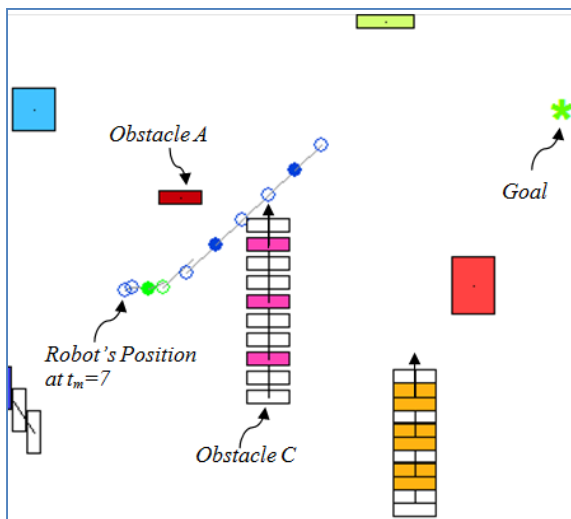 Obstacle A
Goal
Robot's Position
at tm=7
Obstacle C